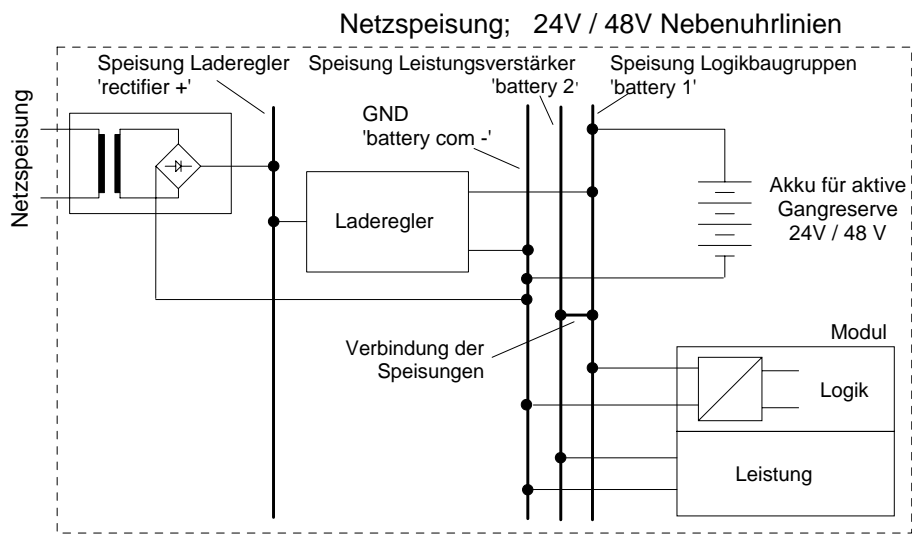 Netzspeisung; 24V / 48V Nebenuhrlinien
Speisung Laderegler
'rectifier +'
Speisung Leistungsverstärker
'battery 2'
Speisung Logikbaugruppen
'battery 1'
GND
'battery com -'
Netzspeisung
Laderegler
Akku für aktive
Gangreserve
24V / 48 V
Verbindung der
Speisungen
Modul
Logik
Leistung